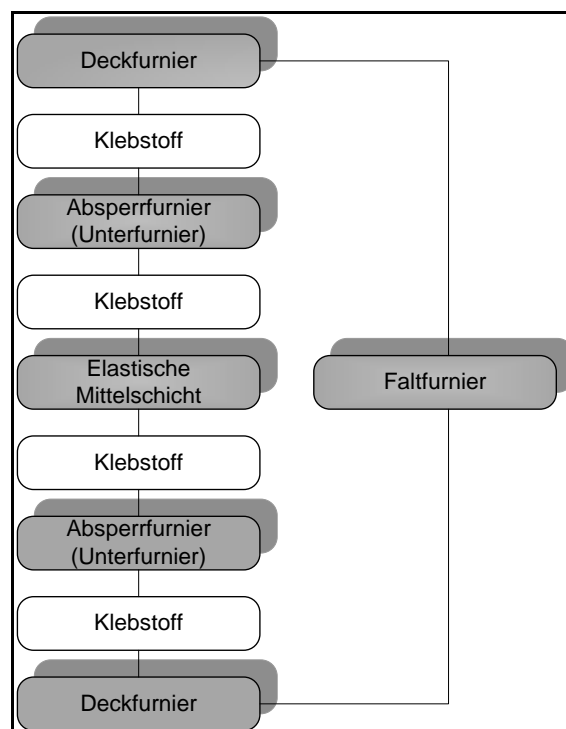 Deckfurnier
Klebstoff
Absperrfurnier
(Unterfurnier)
Klebstoff
Elastische
Mittelschicht
Faltfurnier
Klebstoff
Absperrfurnier
(Unterfurnier)
Klebstoff
Deckfurnier